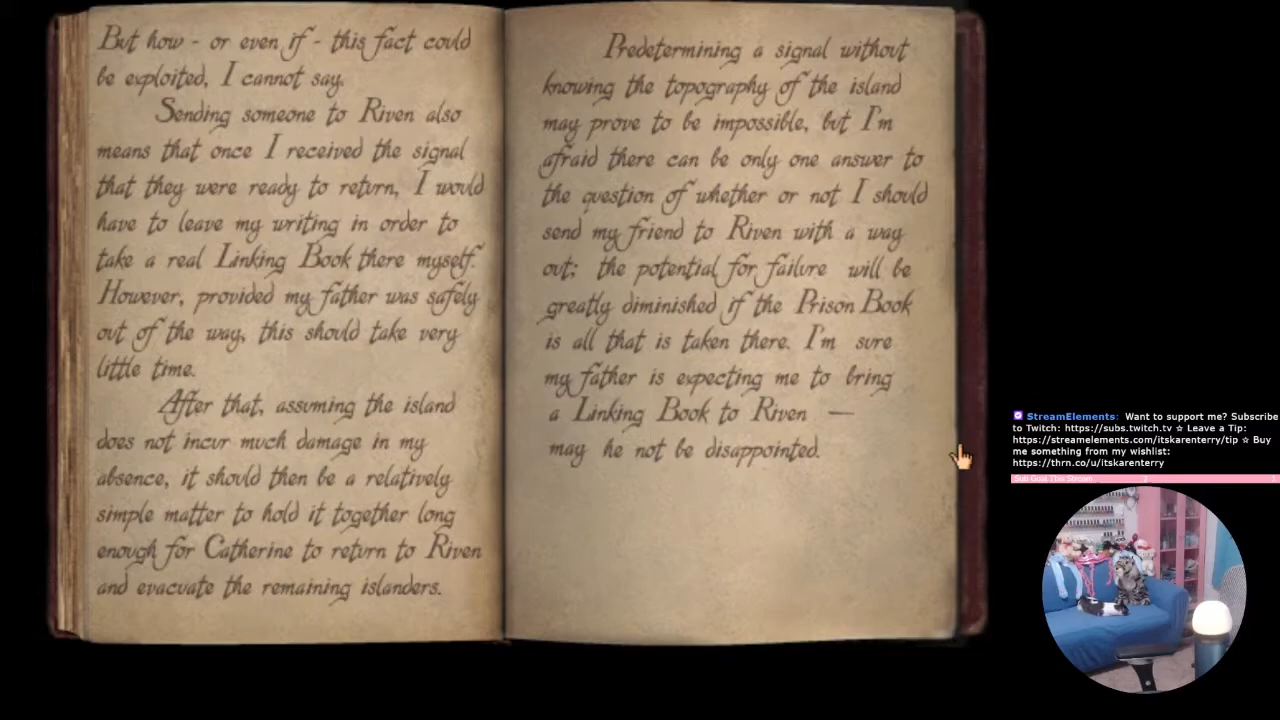 But how - or even if - this fact could
be exploited, I cannot say.
Sending someone to Riven also
means that once I received the signal
that they were ready to return, I would
have to leave my writing in order to
take a real Linking Book there myself.
However, provided my father was safely
out of the way, this should take very
little time.
After that, assuming the island
does not incur much damage in my
absence, it should then be a relatively
simple matter to hold it together long
enough for Catherine to return to Riven
and evacuate the remaining islanders.
Predetermining a signal without
knowing the topography of the island
may prove to be impossible, but I'm
afraid there can be only one answer to
the question of whether or not I should
send my friend to Riven with a way
out; the potential for failure will be
greatly diminished if the Prison Book
is all that is taken there. I'm sure
my father is expecting me to bring
a Linking Book to Riven —
may he not be disappointed.
StreamElements: Want to support me? Subscribe
to Twitch: https://subs.twitch.tv ☆ Leave a Tip:
https://streamelements.com/itskarenterry/tip ☆ Buy
me something from my wishlist:
https://thrn.co/u/itskarenterry
Sub Goal This Stream